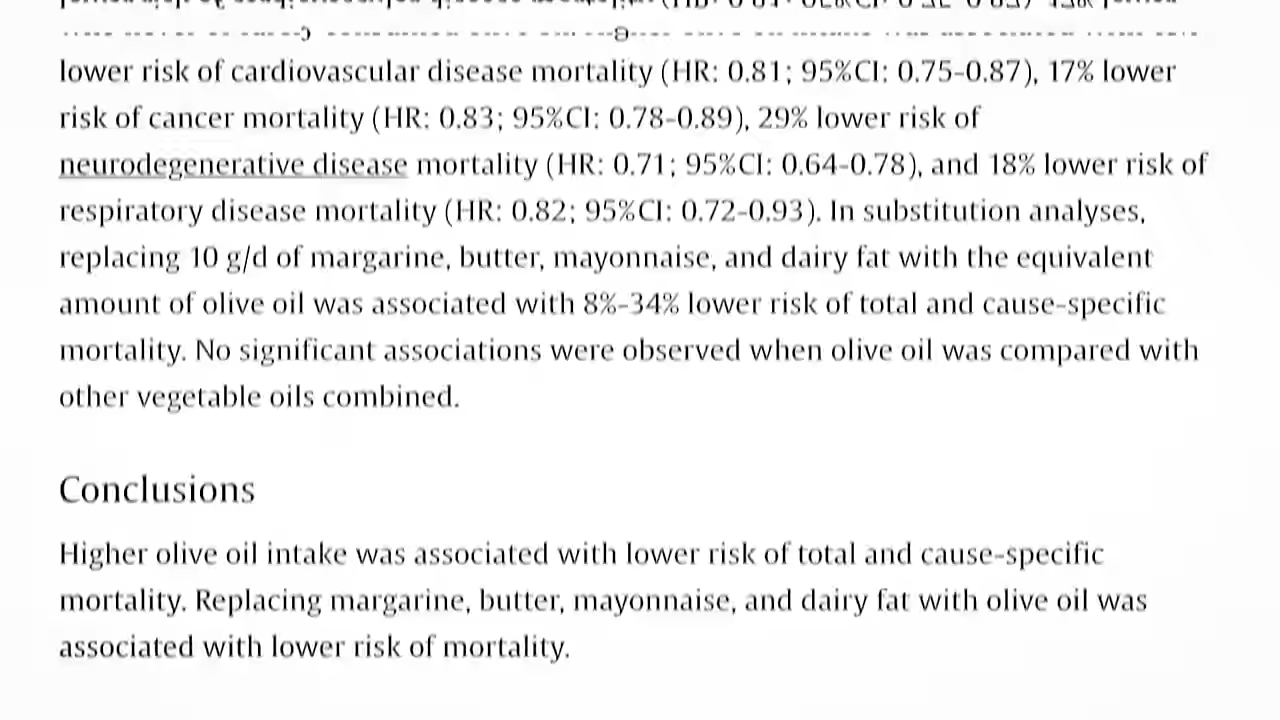 lower risk of cardiovascular disease mortality (HR: 0.81; 95%CI: 0.75-0.87), 17% lower
risk of cancer mortality (HR: 0.83; 95%CI: 0.78-0.89), 29% lower risk of
neurodegenerative disease mortality (HR: 0.71; 95%CI: 0.64-0.78), and 18% lower risk of
respiratory disease mortality (HR: 0.82; 95%CI: 0.72-0.93). In substitution analyses,
replacing 10 g/d of margarine, butter, mayonnaise, and dairy fat with the equivalent
amount of olive oil was associated with 8%-34% lower risk of total and cause-specific
mortality. No significant associations were observed when olive oil was compared with
other vegetable oils combined.
Conclusions
Higher olive oil intake was associated with lower risk of total and cause-specific
mortality. Replacing margarine, butter, mayonnaise, and dairy fat with olive oil was
associated with lower risk of mortality.